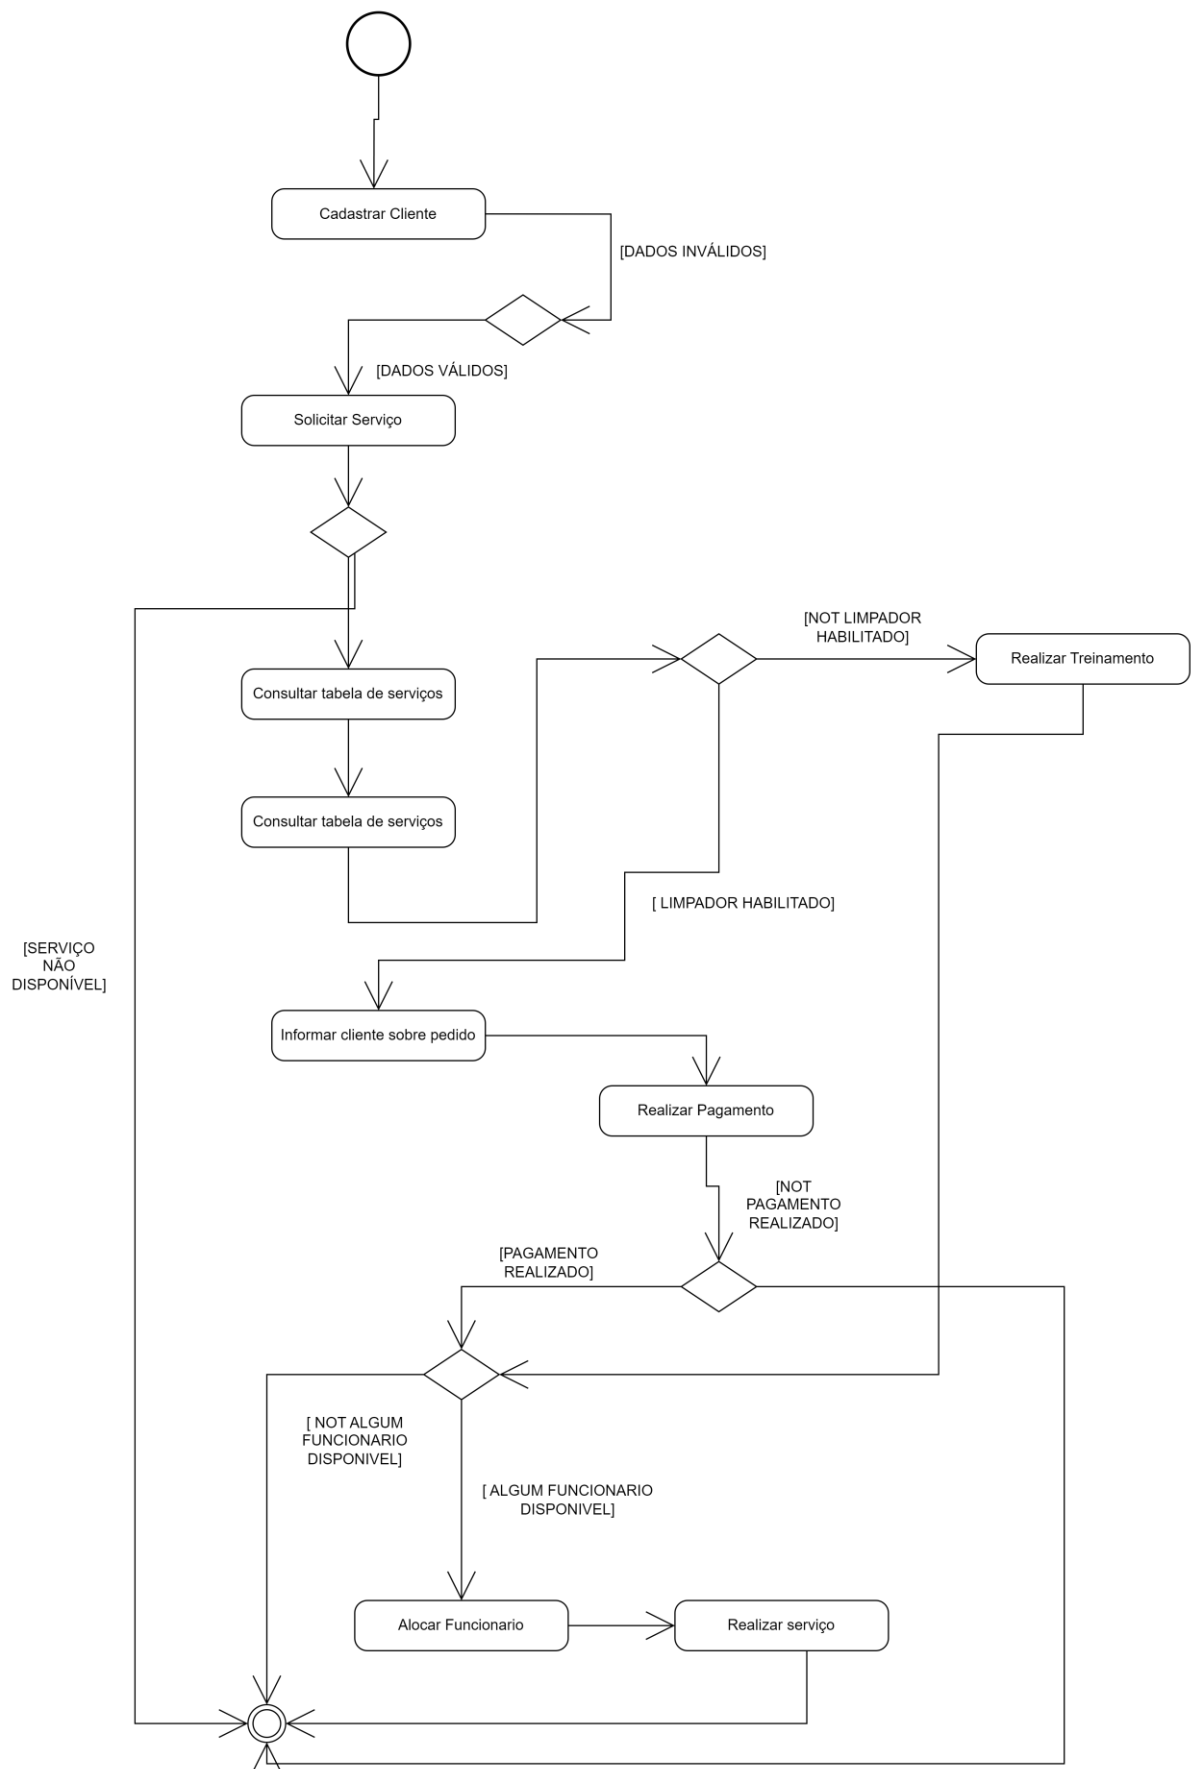 Cadastrar Cliente
[DADOS INVÁLIDOS]
[DADOS VÁLIDOS]
Solicitar Serviço
[NOT LIMPADOR
HABILITADO]
Realizar Treinamento
Consultar tabela de serviços
Consultar tabela de serviços
[ LIMPADOR HABILITADO]
[SERVIÇO
NÃO
DISPONÍVEL]
Informar cliente sobre pedido
Realizar Pagamento
[NOT
PAGAMENTO
REALIZADO]
[PAGAMENTO
REALIZADO]
[ NOT ALGUM
FUNCIONARIO
DISPONIVEL]
[ ALGUM FUNCIONARIO
DISPONIVEL]
Alocar Funcionario
Realizar serviço